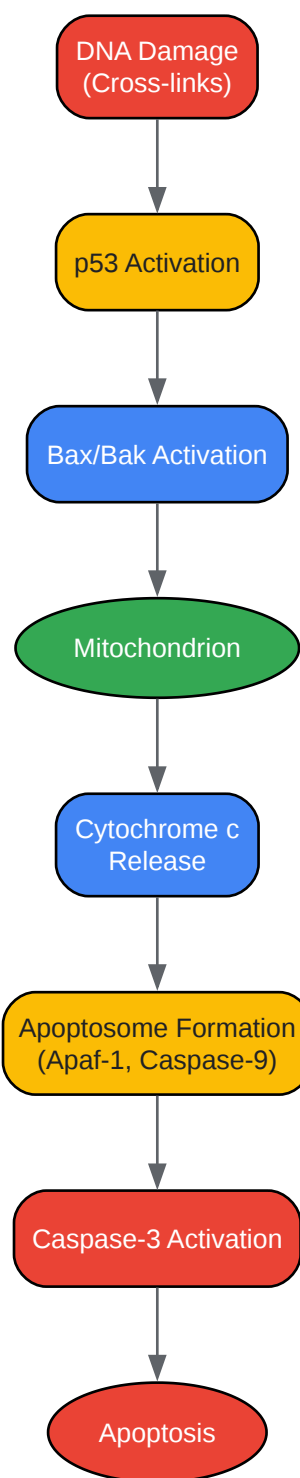 DNA Damage
(Cross-links)
p53 Activation
Bax/Bak Activation
Mitochondrion
Cytochrome c
Release
Apoptosome Formation
(Apaf-1, Caspase-9)
Caspase-3 Activation
Apoptosis